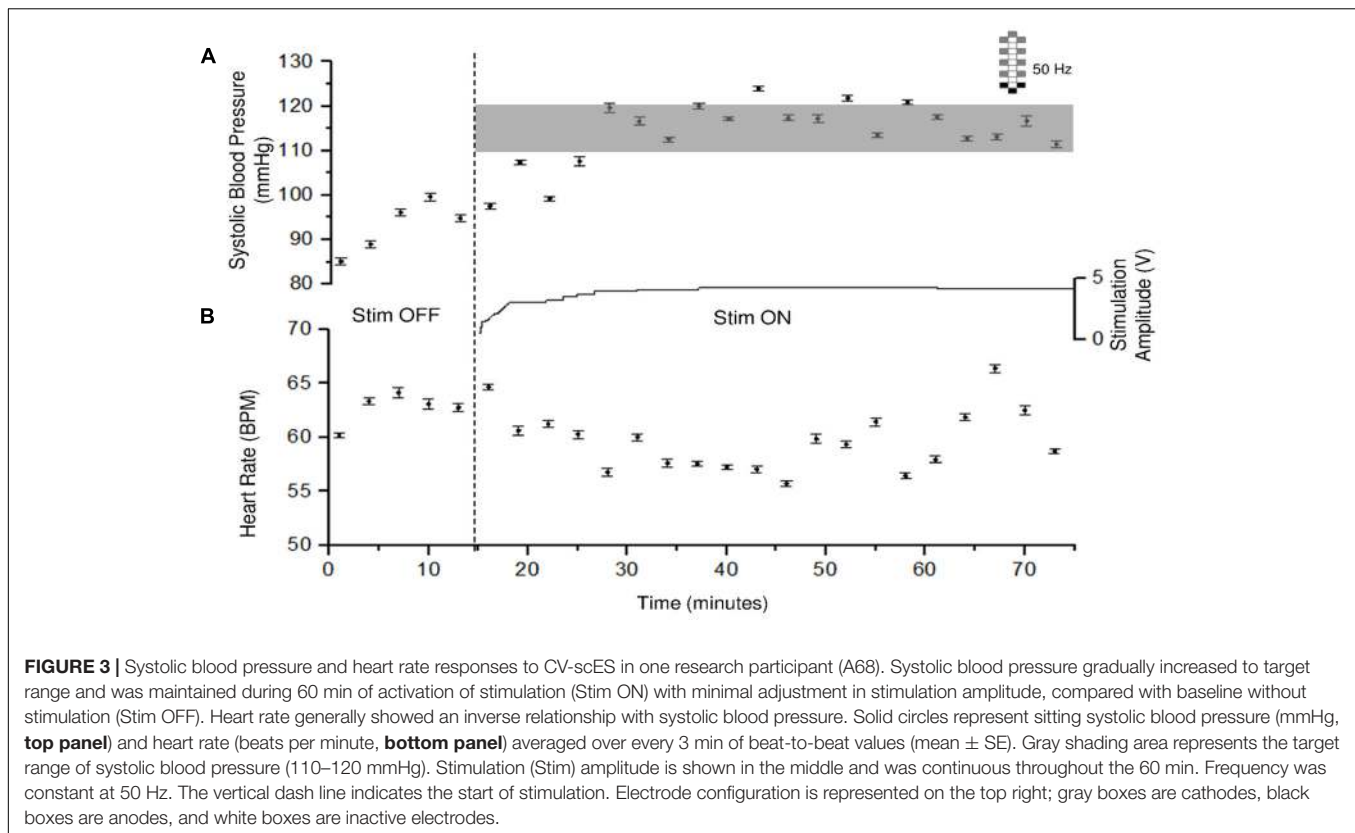 A
130
120
110
100
90
80
Systolic Blood Pressure
(mmHg)
50 Hz
5
0
Stimulation
Amplitude (V)
Stim OFF
Stim ON
B
70
65
60
55
50
Heart Rate (BPM)
0 10 20 30 40 50 60 70
Time (minutes)
FIGURE 3 | Systolic blood pressure and heart rate responses to CV-scES in one research participant (A68). Systolic blood pressure gradually increased to target
range and was maintained during 60 min of activation of stimulation (Stim ON) with minimal adjustment in stimulation amplitude, compared with baseline without
stimulation (Stim OFF). Heart rate generally showed an inverse relationship with systolic blood pressure. Solid circles represent sitting systolic blood pressure (mmHg,
top panel) and heart rate (beats per minute, bottom panel) averaged over every 3 min of beat-to-beat values (mean ± SE). Gray shading area represents the target
range of systolic blood pressure (110–120 mmHg). Stimulation (Stim) amplitude is shown in the middle and was continuous throughout the 60 min. Frequency was
constant at 50 Hz. The vertical dash line indicates the start of stimulation. Electrode configuration is represented on the top right; gray boxes are cathodes, black
boxes are anodes, and white boxes are inactive electrodes.